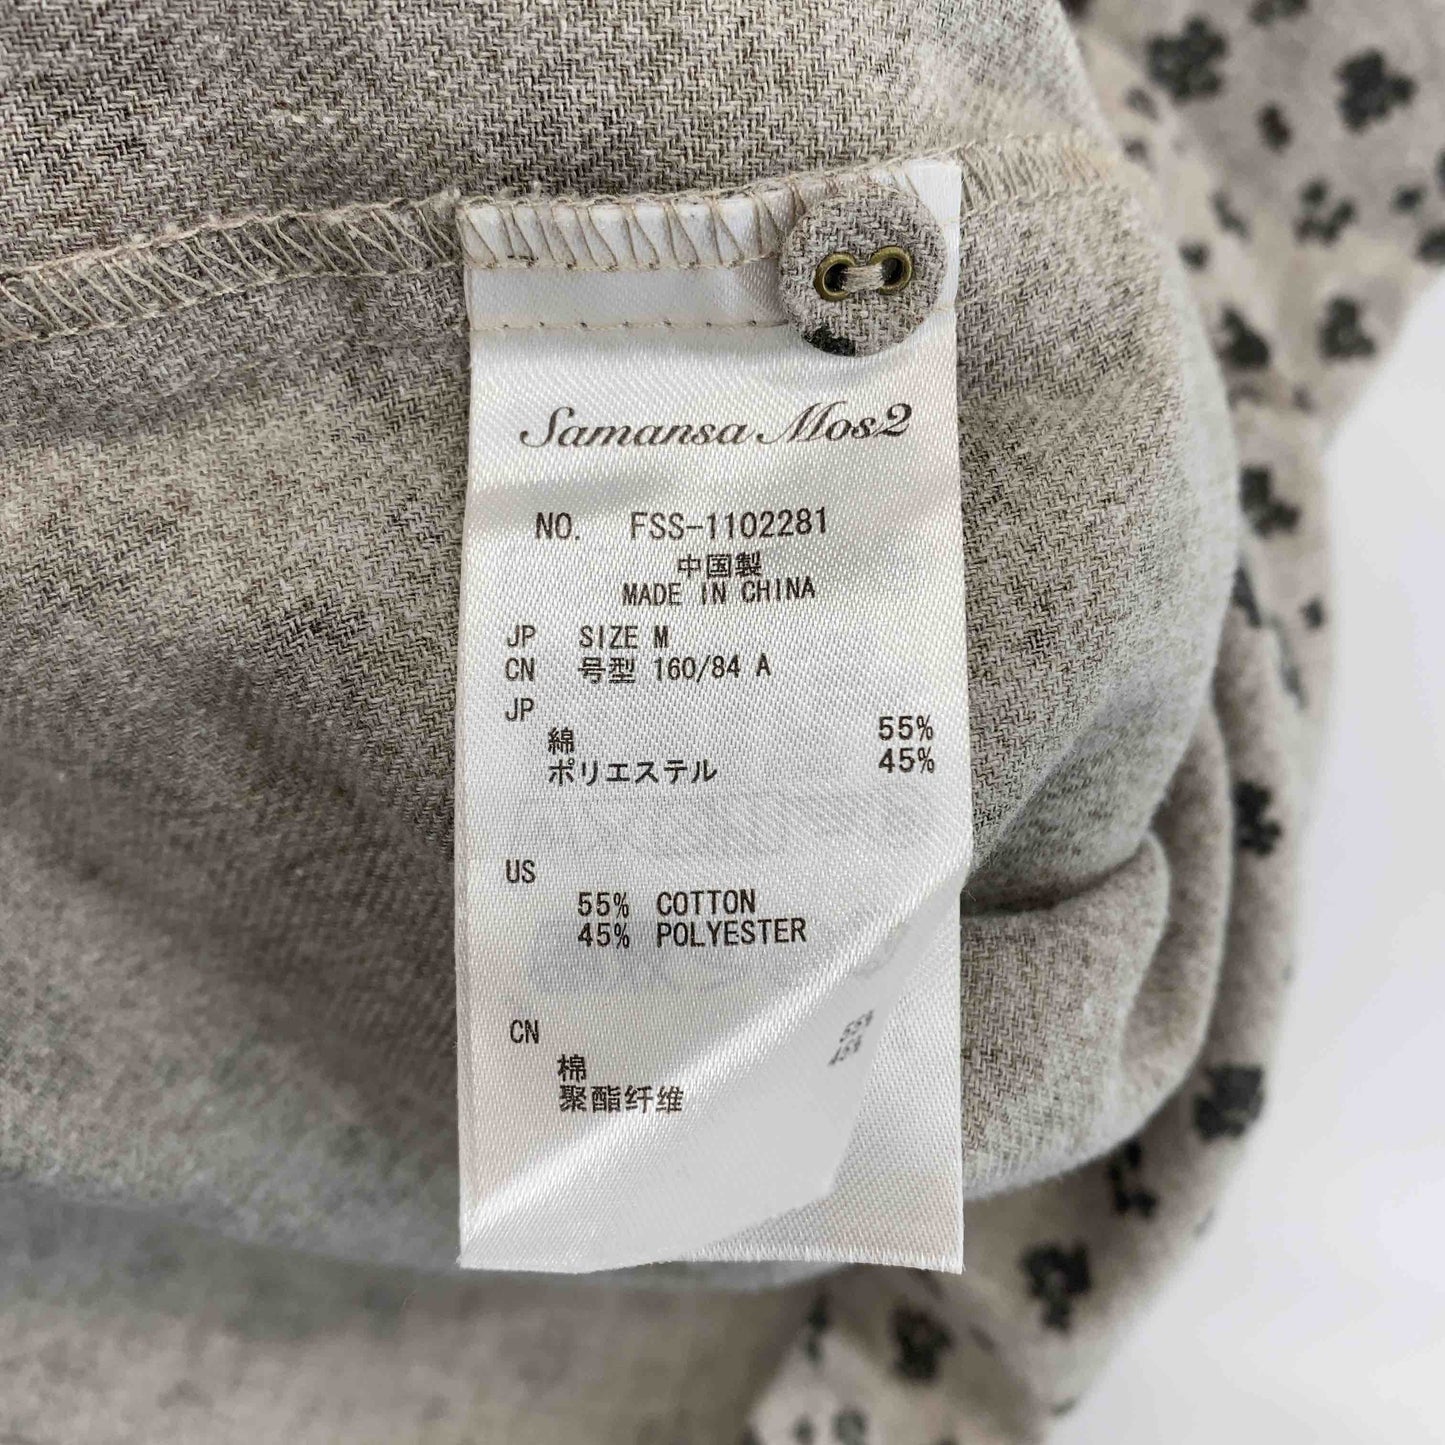 Samansa Mos2
NO. FSS-1102281
中国製
MADE IN CHINA
JP SIZE M
CN 号型 160/84 A
JP
綿 55%
ポリエステル 45%
US
55% COTTON
45% POLYESTER
CN
棉 55%
聚酯纤维 45%